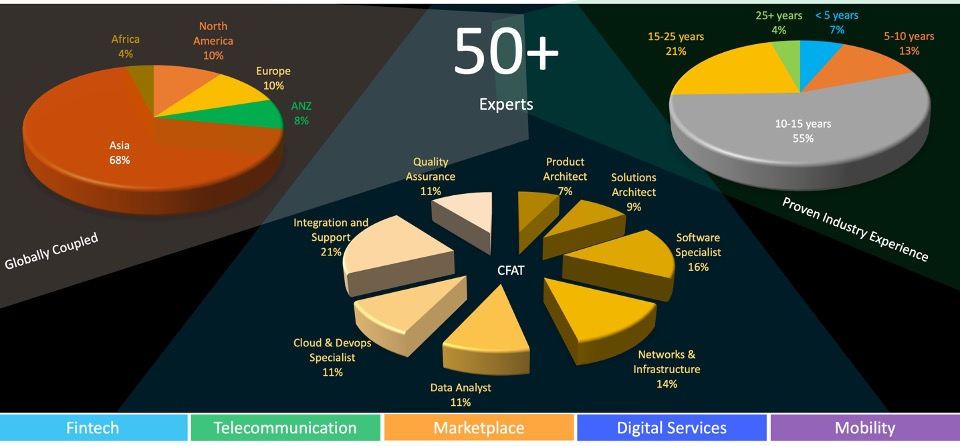 50+
Experts
Africa
4%
North
America
10%
Europe
10%
ANZ
8%
Asia
68%
Globally Coupled
25+ years
4%
< 5 years
7%
5-10 years
13%
15-25 years
21%
10-15 years
55%
Proven Industry Experience
Quality
Assurance
11%
Product
Architect
7%
Solutions
Architect
9%
Software
Specialist
16%
Networks &
Infrastructure
14%
Data Analyst
11%
Cloud & Devops
Specialist
11%
Integration and
Support
21%
CFAT
Fintech
Telecommunication
Marketplace
Digital Services
Mobility